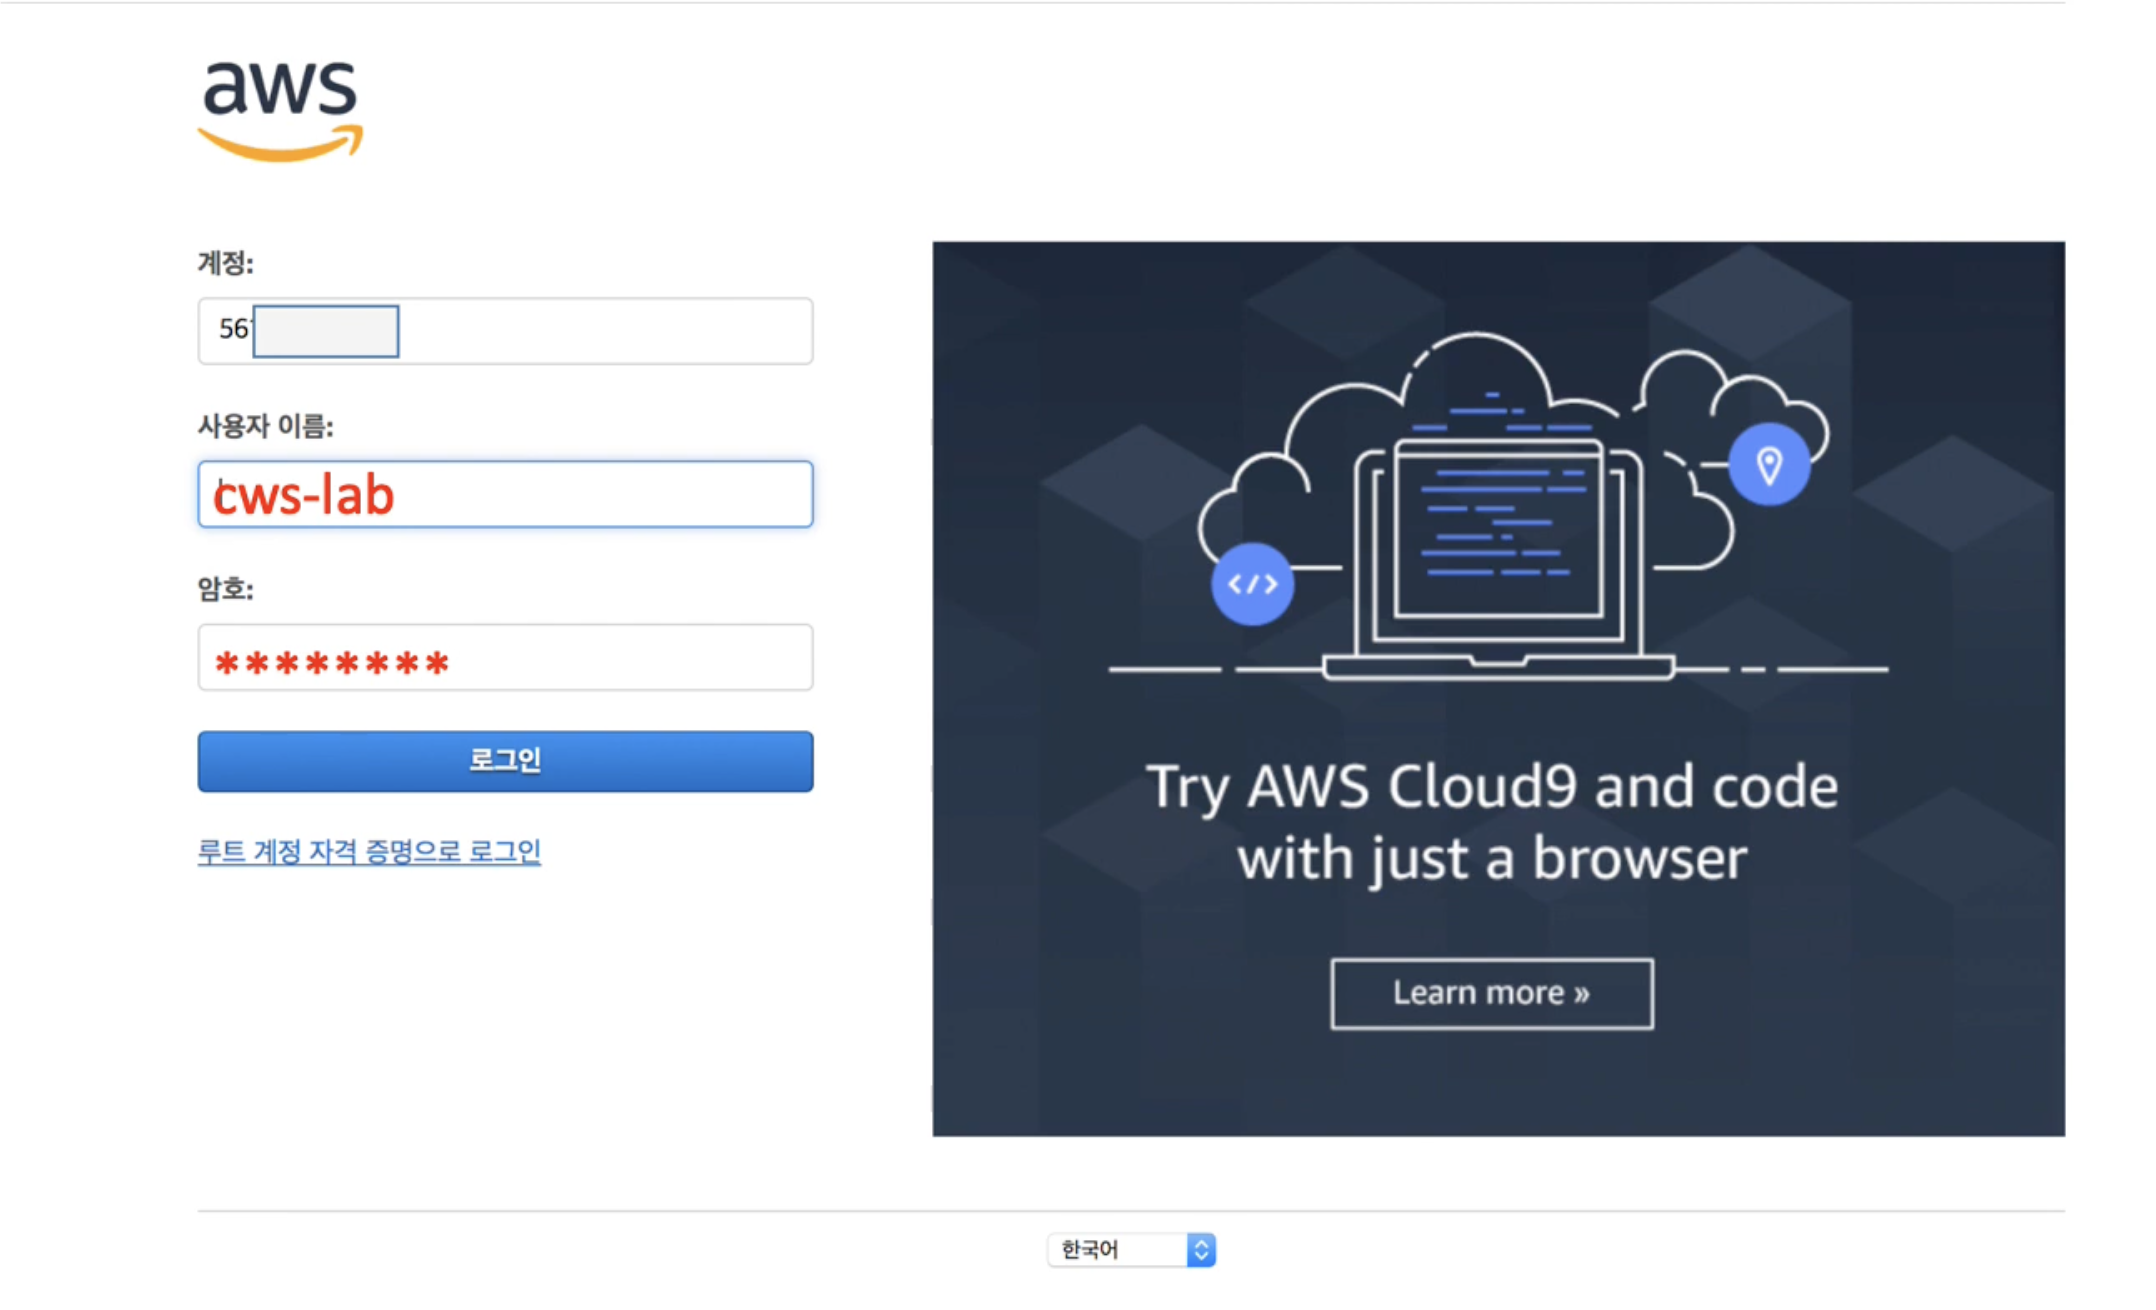 aws
계정:
56
사용자 이름:
cws-lab
암호:
********
로그인
루트 계정 자격 증명으로 로그인
</>
Try AWS Cloud9 and code
with just a browser
Learn more »
한국어